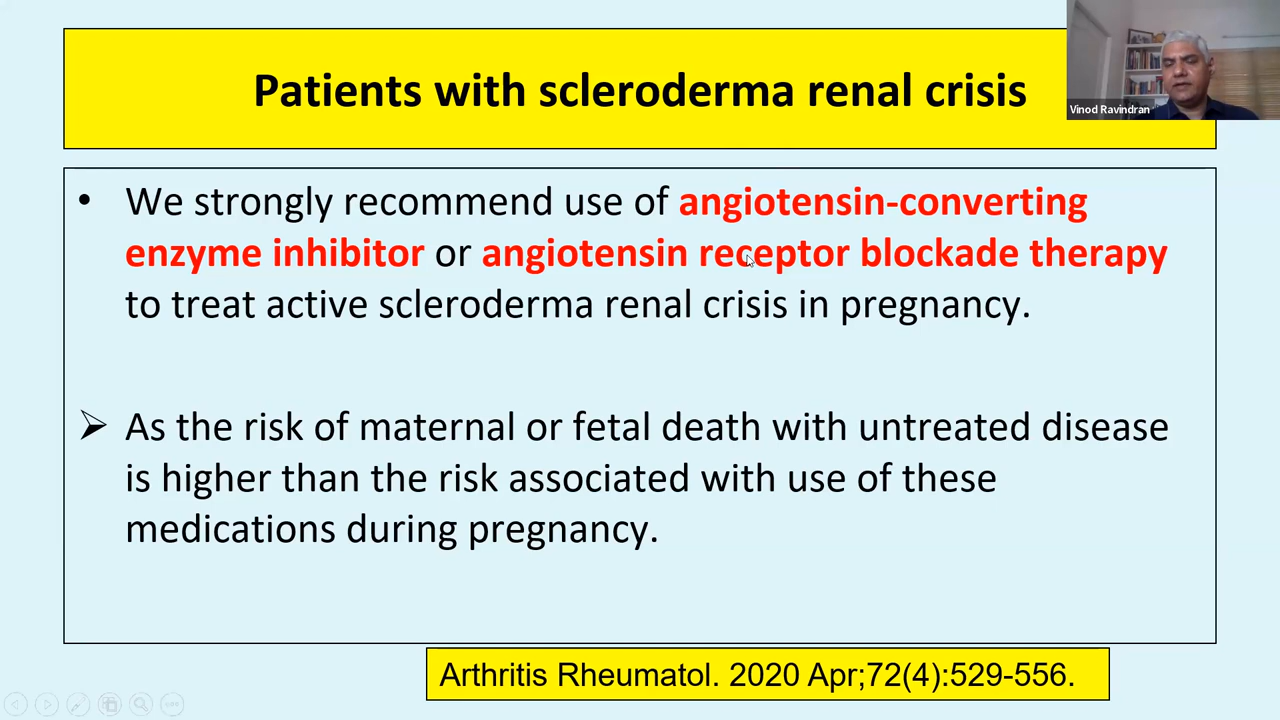 Patients with scleroderma renal crisis
Vinod Ravindran
• We strongly recommend use of angiotensin-converting
enzyme inhibitor or angiotensin receptor blockade therapy
to treat active scleroderma renal crisis in pregnancy.
➢ As the risk of maternal or fetal death with untreated disease
is higher than the risk associated with use of these
medications during pregnancy.
Arthritis Rheumatol. 2020 Apr;72(4):529-556.